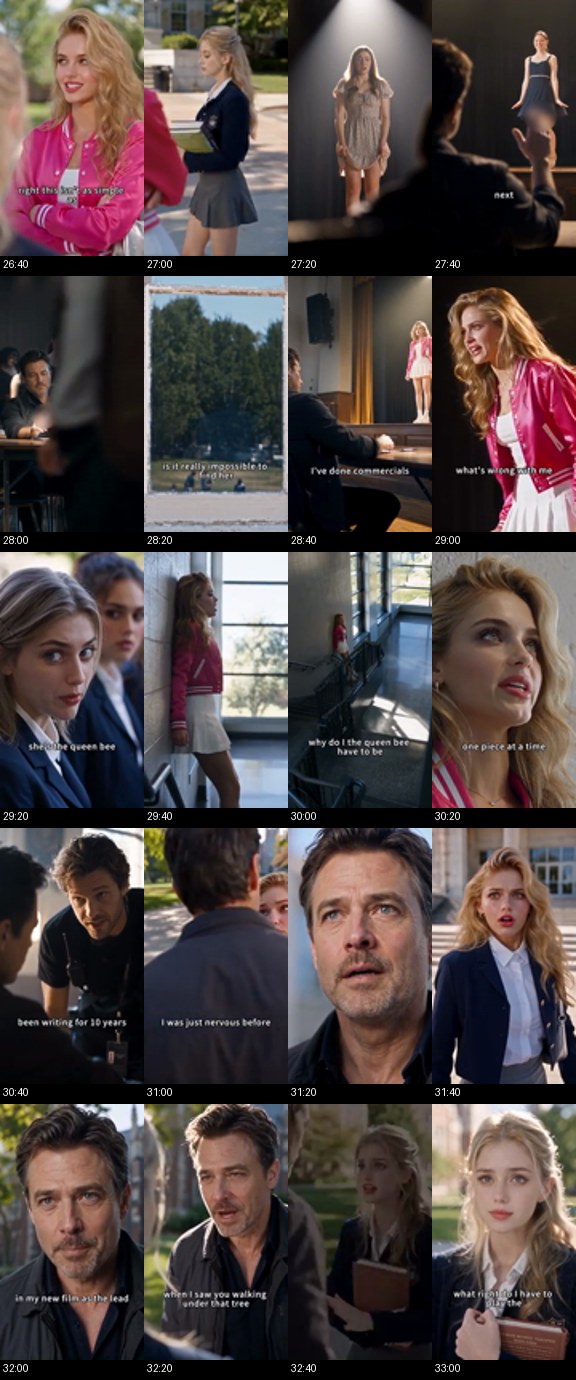 right this isn't as simple
as
26:40
27:00
27:20
next
27:40
28:00
is it really impossible to
find her
28:20
I've done commercials
28:40
what's wrong with me
29:00
she's the queen bee
29:20
29:40
why do I the queen bee
have to be
30:00
one piece at a time
30:20
been writing for 10 years
30:40
I was just nervous before
31:00
31:20
31:40
in my new film as the lead
32:00
when I saw you walking
under that tree
32:20
32:40
what right do I have to
play the
33:00